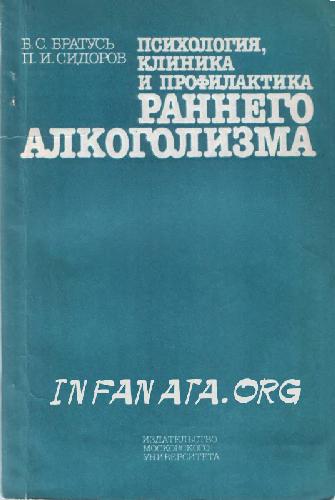 Б. С. БРАТУСЬ
П. И. СИДОРОВ
ПСИХОЛОГИЯ,
КЛИНИКА
И ПРОФИЛАКТИКА
РАННЕГО
АЛКОГОЛИЗМА
INFANATA.ORG
ИЗДАТЕЛЬСТВО
МОСКОВСКОГО
УНИВЕРСИТЕТА